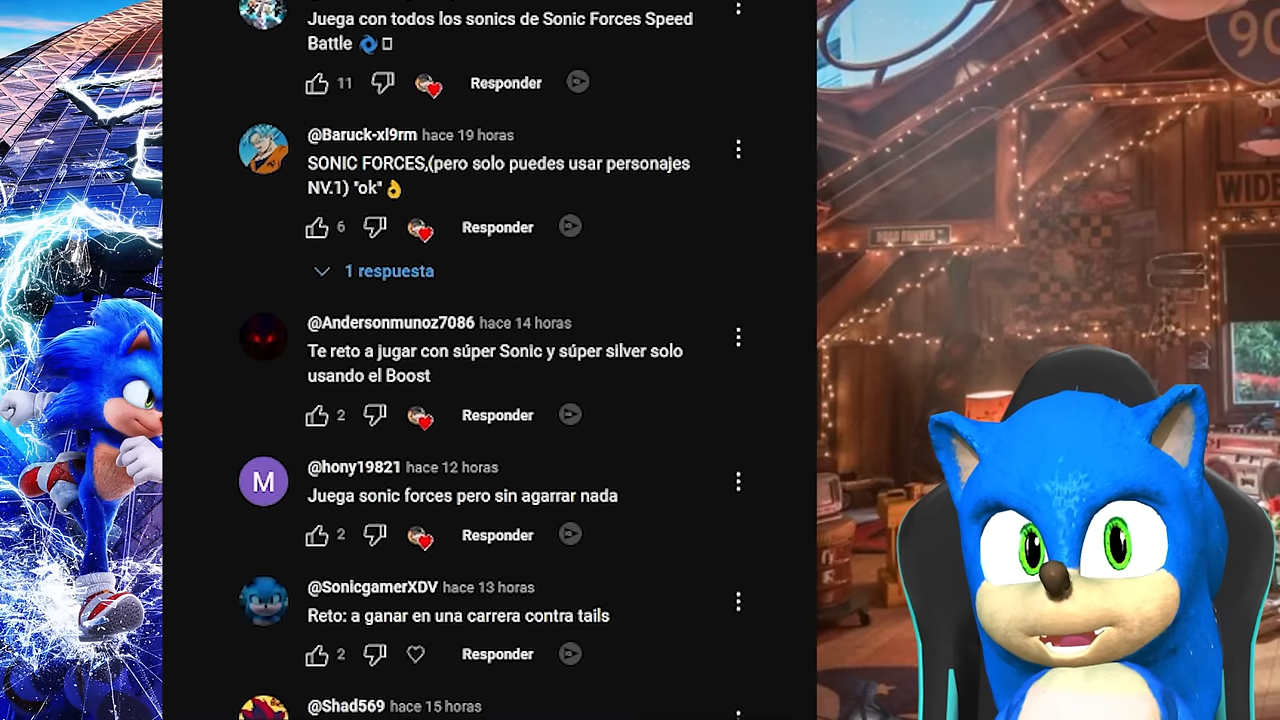 Juega con todos los sonics de Sonic Forces Speed
Battle
11
Responder
@Baruck-xl9rm hace 19 horas
SONIC FORCES,(pero solo puedes usar personajes
NV.1) "ok"👌
6
Responder
1 respuesta
@Andersonmunoz7086 hace 14 horas
Te reto a jugar con súper Sonic y súper silver solo
usando el Boost
2
Responder
M
@hony19821 hace 12 horas
Juega sonic forces pero sin agarrar nada
2
Responder
@SonicgamerXDV hace 13 horas
Reto: a ganar en una carrera contra tails
2
Responder
@Shad569 hace 15 horas
90
WIDE
ROAD RUNNER